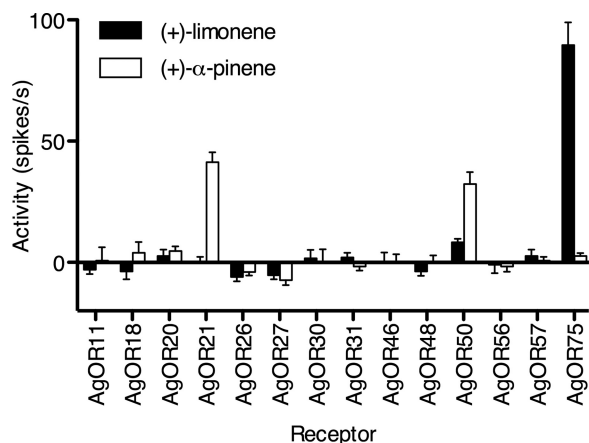 100
(+)-limonene
(+)-α-pinene
50
0
Activity (spikes/s)
AgOR11
AgOR18
AgOR20
AgOR21
AgOR26
AgOR27
AgOR30
AgOR31
AgOR46
AgOR48
AgOR50
AgOR56
AgOR57
AgOR75
Receptor